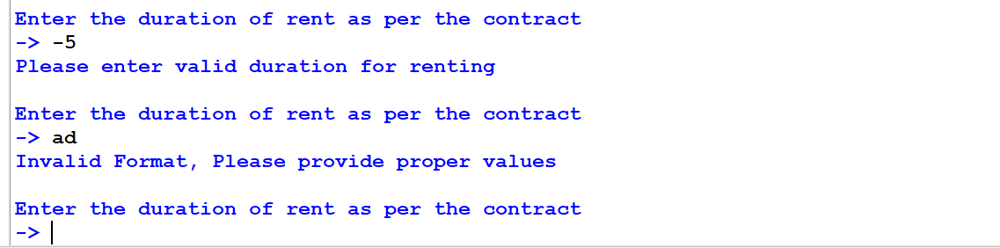 Enter the duration of rent as per the contract
-> -5
Please enter valid duration for renting
Enter the duration of rent as per the contract
-> ad
Invalid Format, Please provide proper values
Enter the duration of rent as per the contract
->